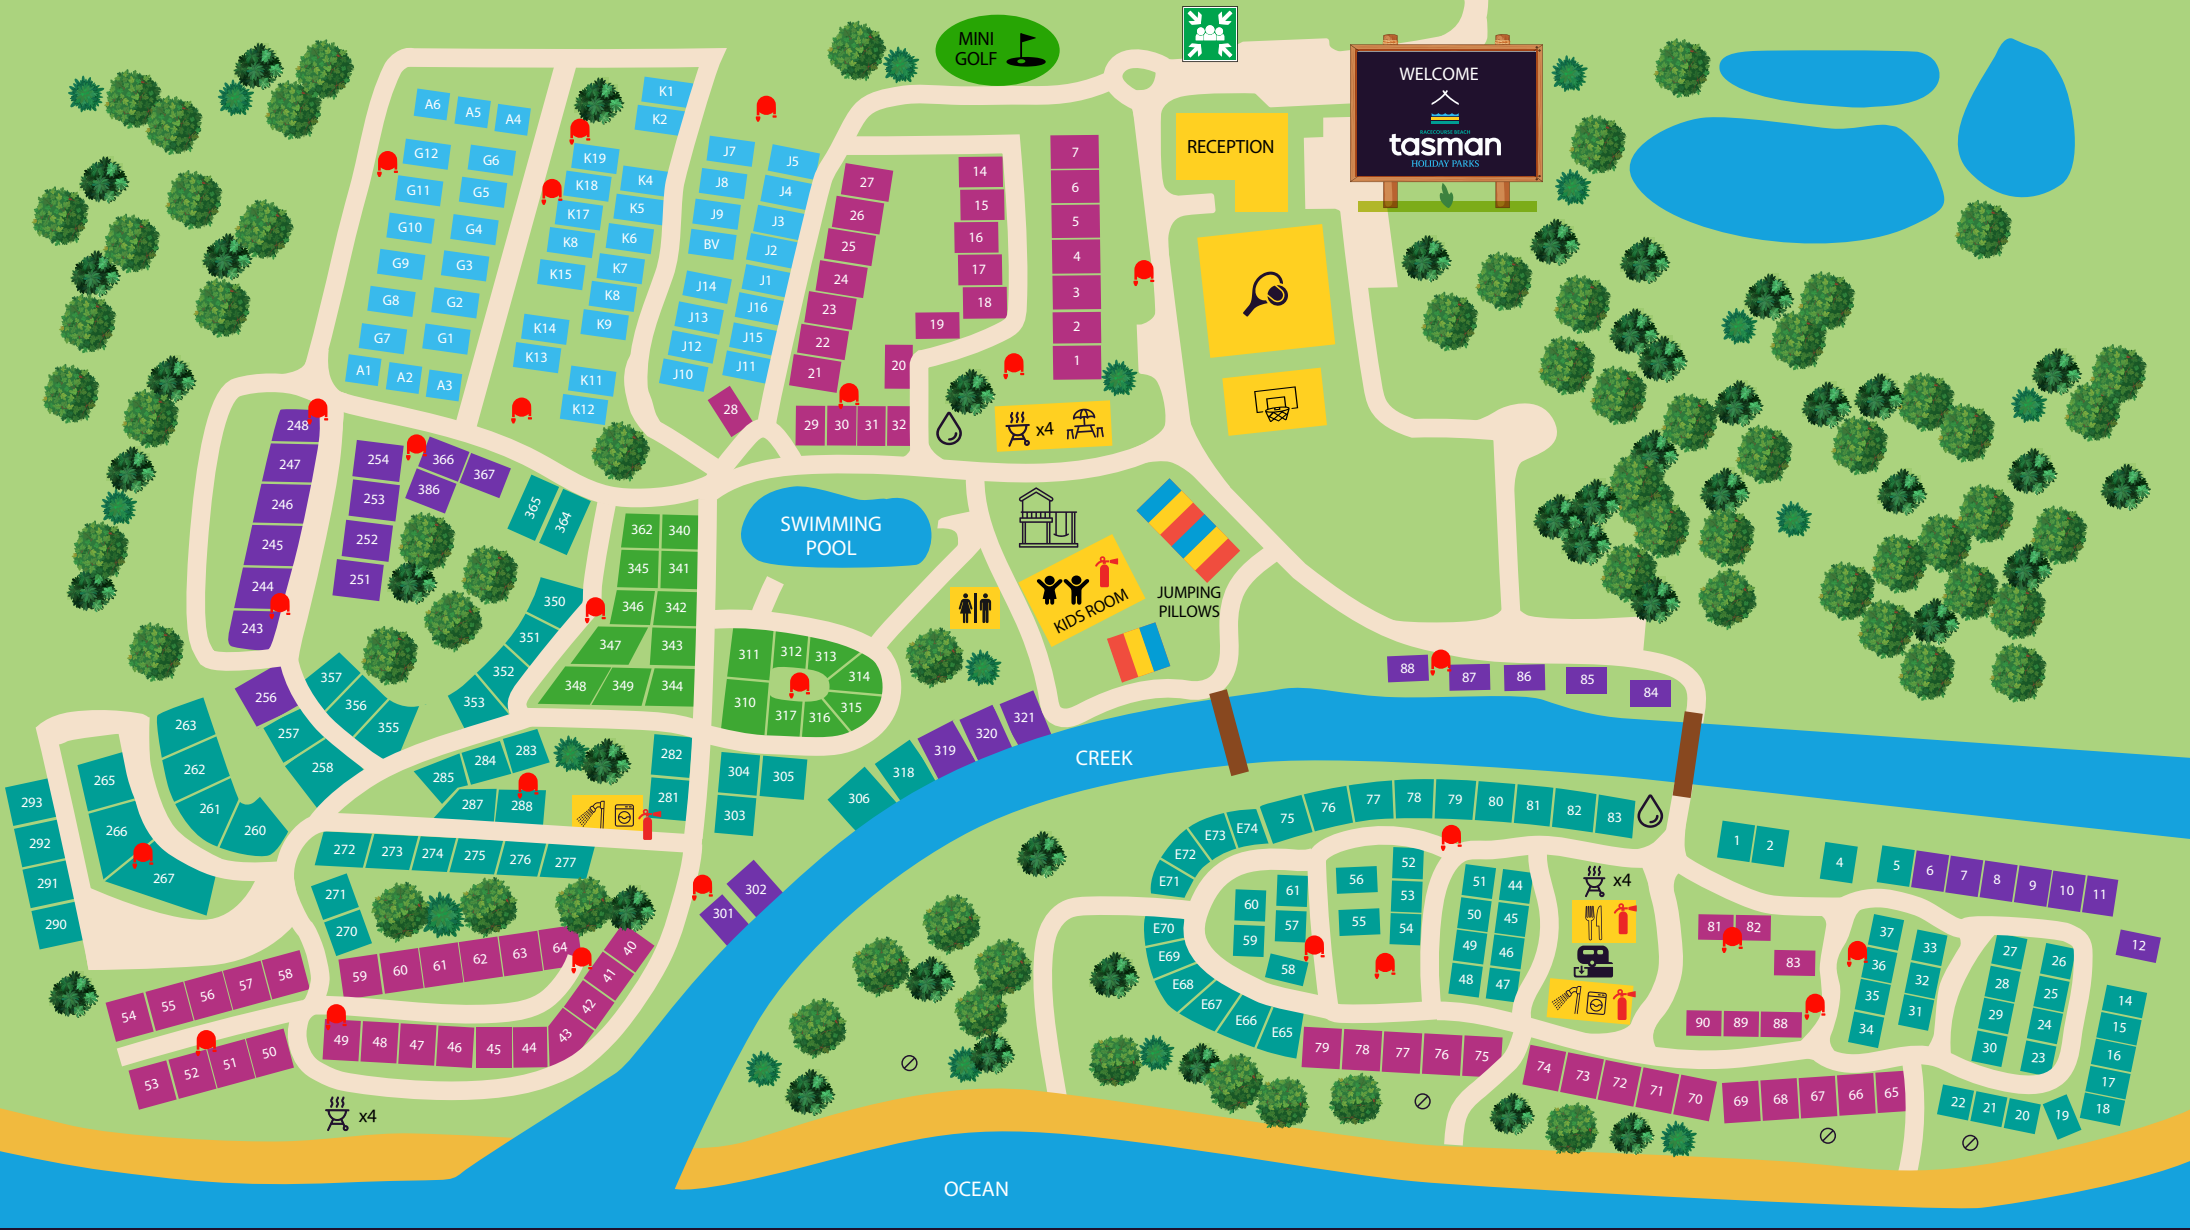 MINI
GOLF
WELCOME
RACECOURSE BEACH
tasman
HOLIDAY PARKS
RECEPTION
A6 A5 A4
K1
K2
G12 G6
G11 G5
G10 G4
G9 G3
G8 G2
G7 G1
A1 A2 A3
K19
K18 K4
K17 K5
K8 K6
K15 K7
K8
K14 K9
K13
K11
K12
J7 J5
J8 J4
J9 J3
BV J2
J14 J1
J13 J16
J12 J15
J10 J11
27
26
25
24
23
22
21
14
15
16
17
18
19
20
28
29 30 31 32
7
6
5
4
3
2
1
x4
248
247
246
245
244
243
254
253
252
251
366 367
386
365 364
362 340
345 341
346 342
347 343
348 349 344
350
351
352
353
SWIMMING
POOL
311 312 313
314
310 317 316 315
KIDS ROOM
JUMPING
PILLOWS
88 87 86 85 84
256
257
258
357
356
355
263
262
261
260
265
266
267
293
292
291
290
285 284 283
287 288
282
281
304 305
303
306 318 319 320 321
CREEK
272 273 274 275 276 277
271
270
302
301
54 55 56 57 58
53 52 51 50
59 60 61 62 63 64
49 48 47 46 45 44 43 42 41 40
x4
E71 E72 E73 E74 75 76 77 78 79 80 81 82 83
E70
E69
E68
E67
E66
E65
61
60
57
59
58
56
55
52
53
54
51 44
50 45
49 46
48 47
x4
79 78 77 76 75
74 73 72 71 70
69 68 67 66 65
1 2 4 5 6 7 8 9 10 11
12
81 82
83
90 89 88
37
36
35
34
33
32
31
27
28
29
30
26
25
24
23
14
15
16
17
18
22 21 20 19
OCEAN